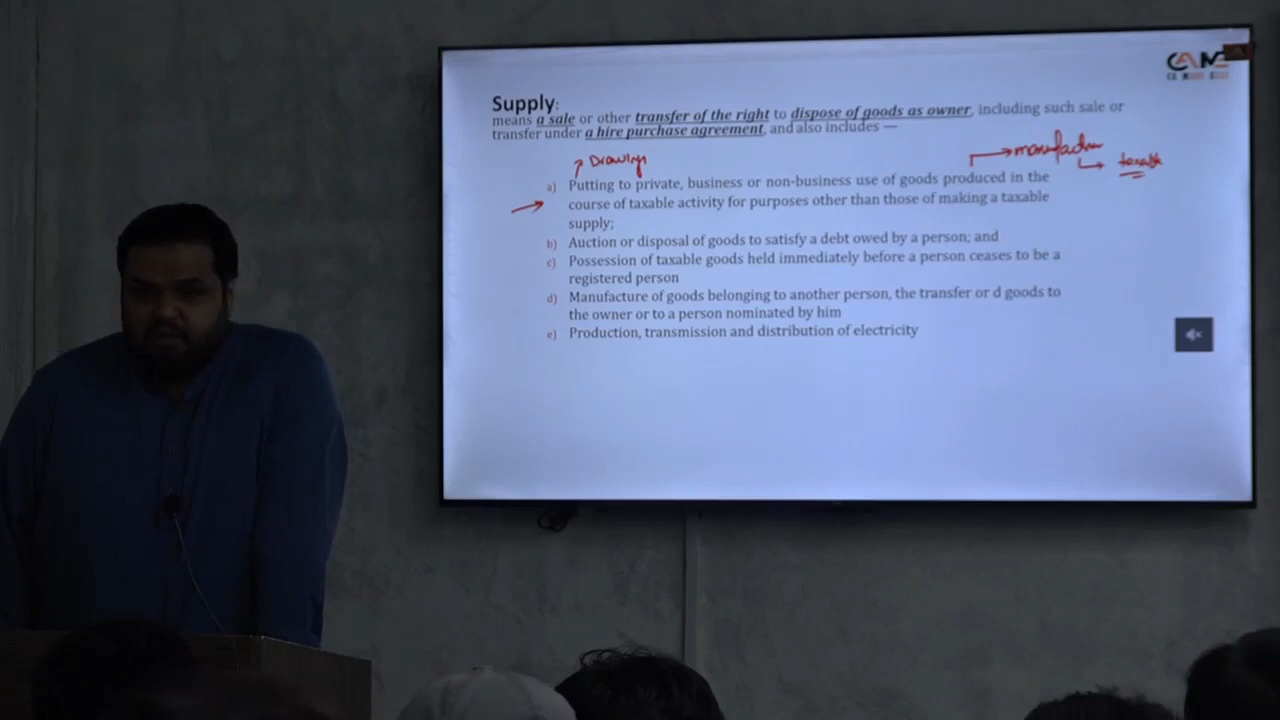 Supply:
means a sale or other transfer of the right to dispose of goods as owner, including such sale or
transfer under a hire purchase agreement, and also includes —
Drawings
manufacture
taxable
a) Putting to private, business or non-business use of goods produced in the
course of taxable activity for purposes other than those of making a taxable
supply;
b) Auction or disposal of goods to satisfy a debt owed by a person; and
c) Possession of taxable goods held immediately before a person ceases to be a
registered person
d) Manufacture of goods belonging to another person, the transfer or d goods to
the owner or to a person nominated by him
e) Production, transmission and distribution of electricity